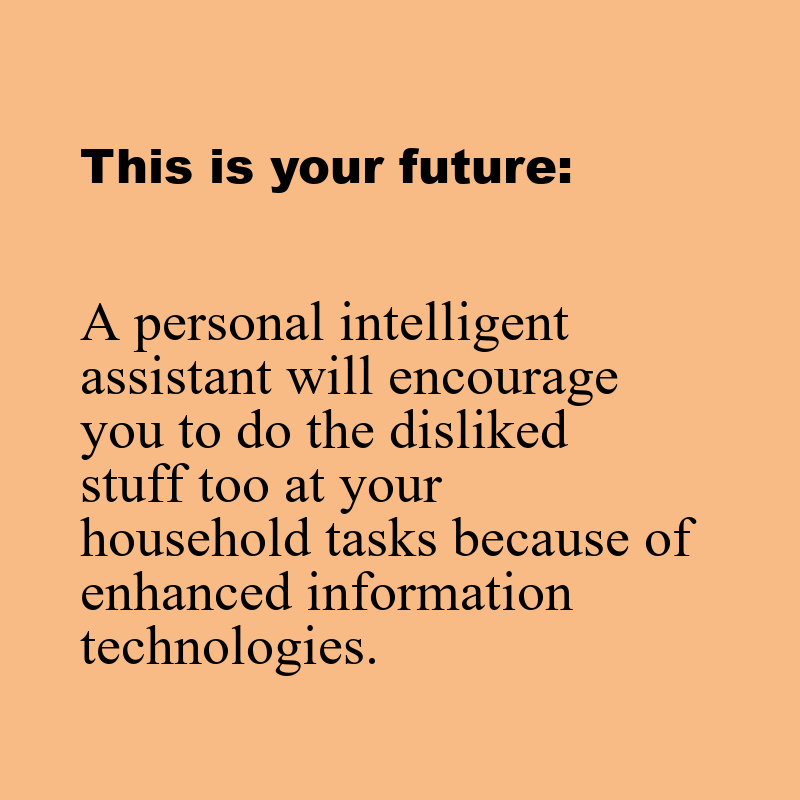 This is your future:
A personal intelligent
assistant will encourage
you to do the disliked
stuff too at your
household tasks because of
enhanced information
technologies.